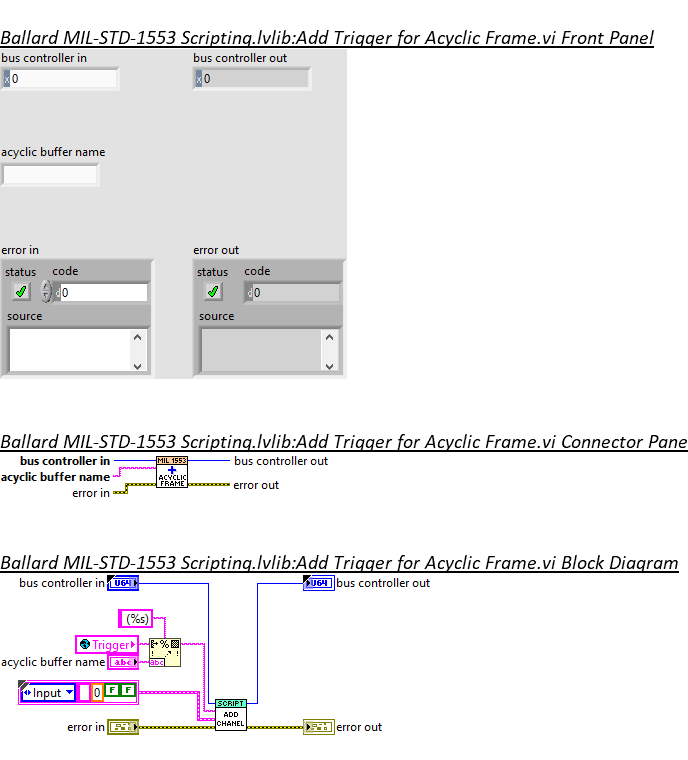 Ballard MIL-STD-1553 Scripting.lvlib:Add Trigger for Acyclic Frame.vi Front Panel
bus controller in
bus controller out
x 0
x 0
acyclic buffer name
error in
error out
status code
status code
d 0
d 0
source
source
Ballard MIL-STD-1553 Scripting.lvlib:Add Trigger for Acyclic Frame.vi Connector Pane
bus controller in
MIL 1553
bus controller out
acyclic buffer name
ACYCLIC
FRAME
error in
error out
Ballard MIL-STD-1553 Scripting.lvlib:Add Trigger for Acyclic Frame.vi Block Diagram
bus controller in
U64
U64
bus controller out
(%s)
Trigger
%
acyclic buffer name
abc
abc
Input
0
F
F
SCRIPT
ADD
CHANEL
error in
error out